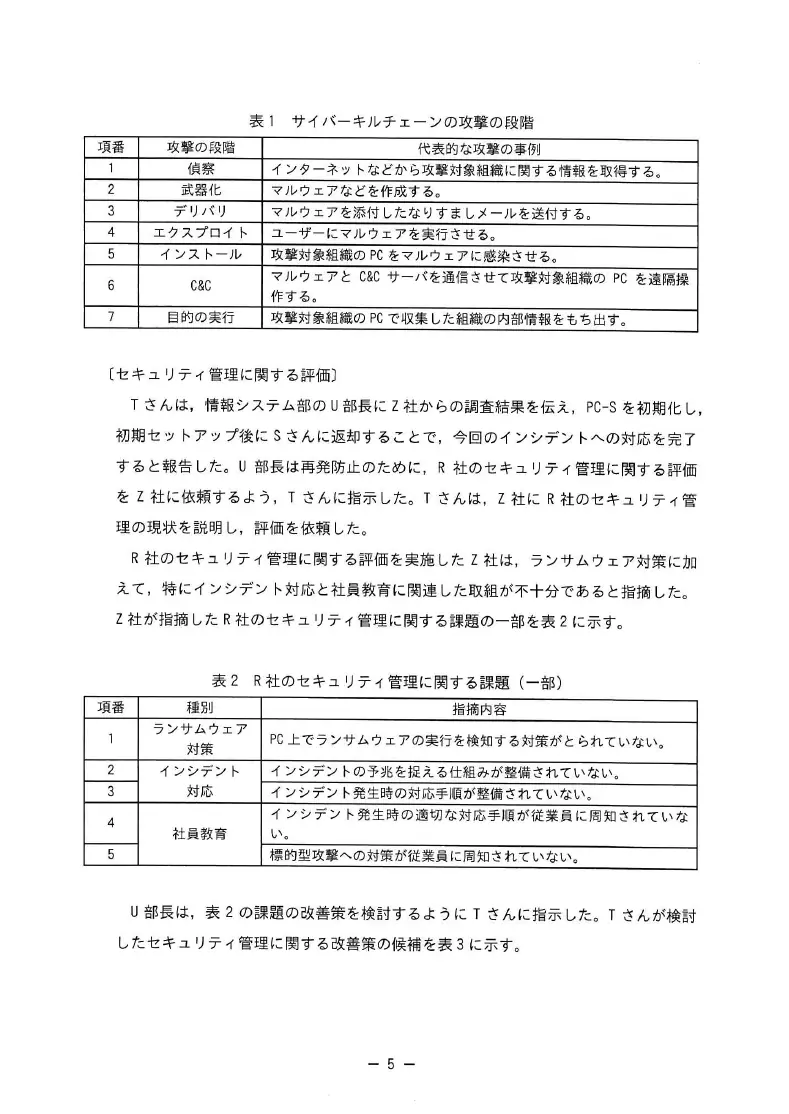 表1 サイバーキルチェーンの攻撃の段階
項番 攻撃の段階 代表的な攻撃の事例
1 偵察 インターネットなどから攻撃対象組織に関する情報を取得する。
2 武器化 マルウェアなどを作成する。
3 デリバリ マルウェアを添付したなりすましメールを送付する。
4 エクスプロイト ユーザーにマルウェアを実行させる。
5 インストール 攻撃対象組織の PC をマルウェアに感染させる。
6 C&C マルウェアと C&C サーバを通信させて攻撃対象組織の PC を遠隔操
作する。
7 目的の実行 攻撃対象組織の PC で収集した組織の内部情報をもち出す。
〔セキュリティ管理に関する評価〕
T さんは，情報システム部の U 部長に Z 社からの調査結果を伝え，PC-S を初期化し，
初期セットアップ後に S さんに返却することで，今回のインシデントへの対応を完了
すると報告した。U 部長は再発防止のために，R 社のセキュリティ管理に関する評価
を Z 社に依頼するよう，T さんに指示した。T さんは，Z 社に R 社のセキュリティ管
理の現状を説明し，評価を依頼した。
R 社のセキュリティ管理に関する評価を実施した Z 社は，ランサムウェア対策に加
えて，特にインシデント対応と社員教育に関連した取組が不十分であると指摘した。
Z 社が指摘した R 社のセキュリティ管理に関する課題の一部を表 2 に示す。
表2 R 社のセキュリティ管理に関する課題（一部）
項番 種別 指摘内容
1 ランサムウェア
対策 PC 上でランサムウェアの実行を検知する対策がとられていない。
2 インシデント インシデントの予兆を捉える仕組みが整備されていない。
3 対応 インシデント発生時の対応手順が整備されていない。
4 社員教育 インシデント発生時の適切な対応手順が従業員に周知されていな
い。
5 標的型攻撃への対策が従業員に周知されていない。
U 部長は，表 2 の課題の改善策を検討するように T さんに指示した。T さんが検討
したセキュリティ管理に関する改善策の候補を表 3 に示す。
－ 5 －